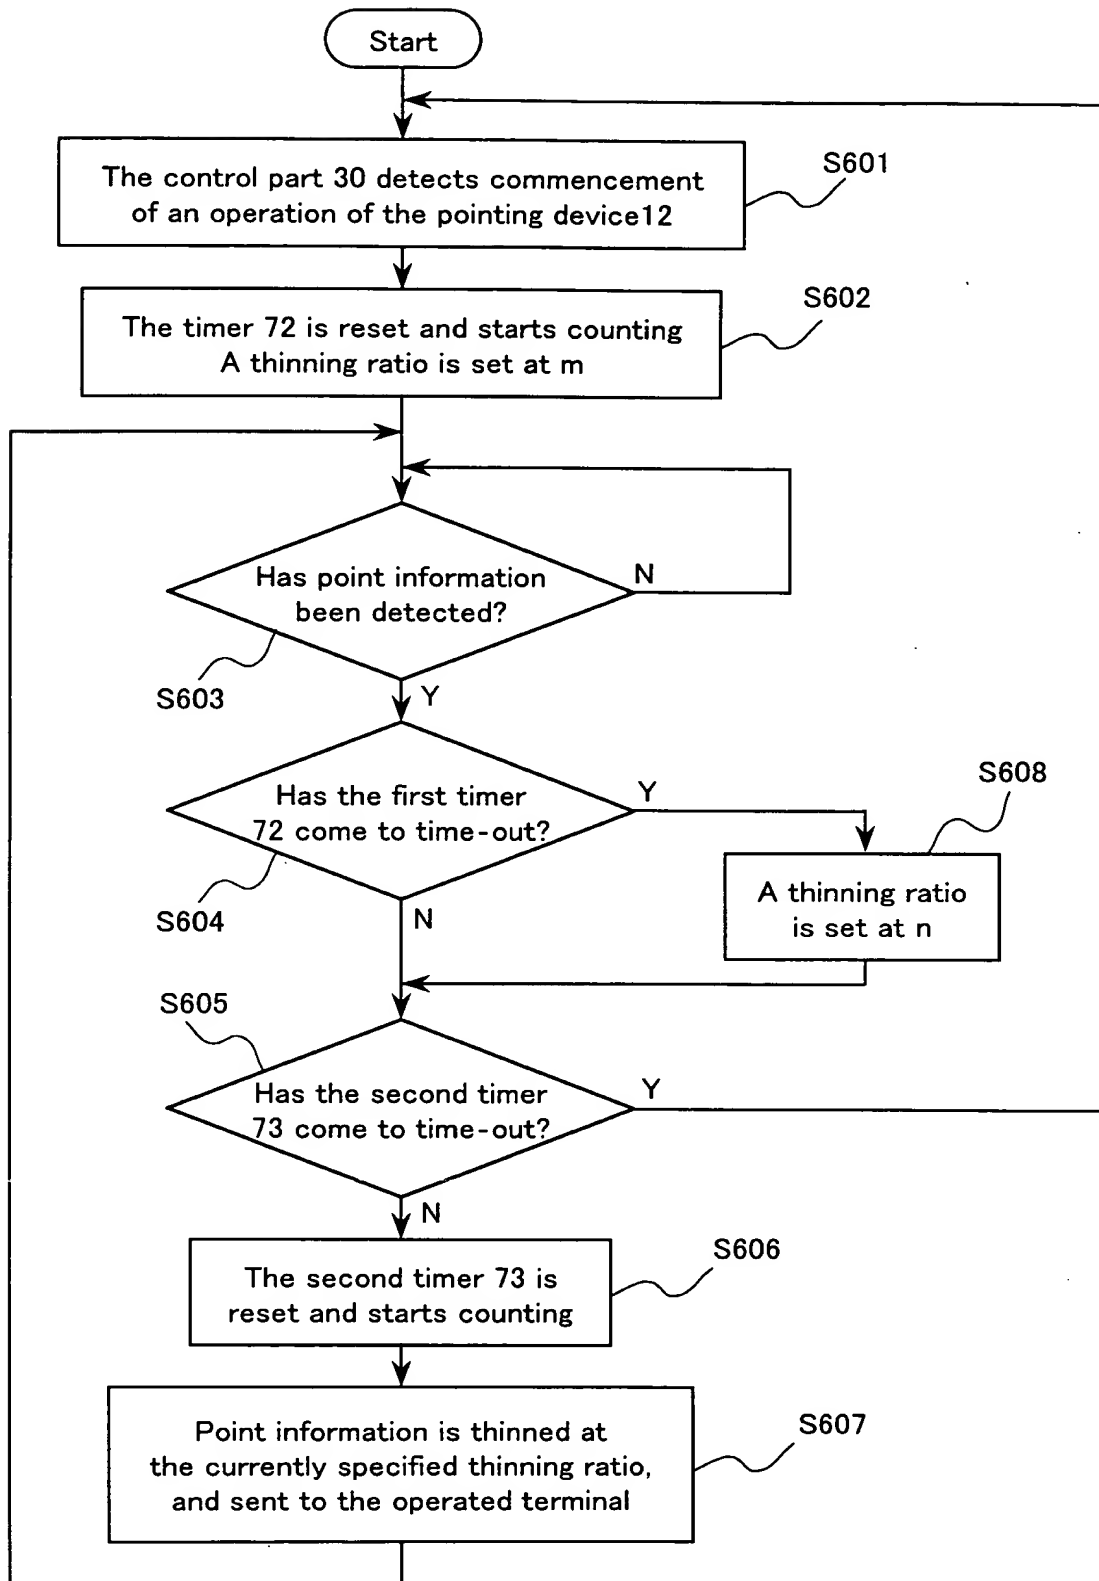 Start
The control part 30 detects commencement
of an operation of the pointing device12
S601
The timer 72 is reset and starts counting
A thinning ratio is set at m
S602
Has point information
been detected?
N
S603
Y
Has the first timer
72 come to time-out?
Y
S608
A thinning ratio
is set at n
S604
N
S605
Has the second timer
73 come to time-out?
Y
N
The second timer 73 is
reset and starts counting
S606
Point information is thinned at
the currently specified thinning ratio,
and sent to the operated terminal
S607